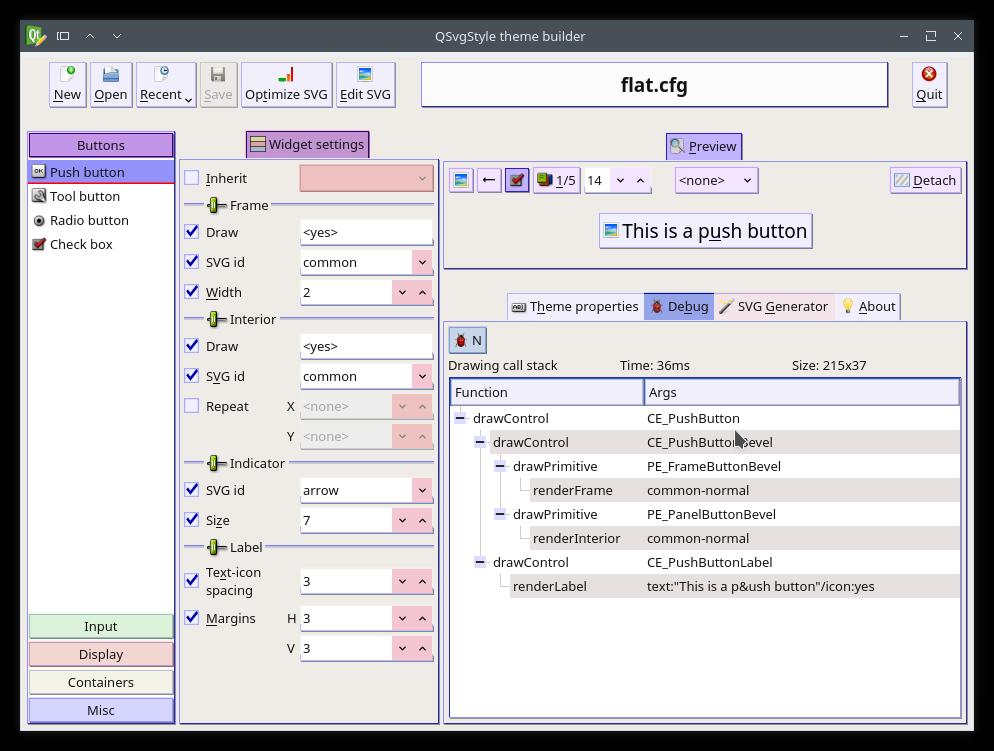 QSvgStyle theme builder
New
Open
Recent
Save
Optimize SVG
Edit SVG
flat.cfg
Quit
Buttons
Push button
Tool button
Radio button
Check box
Input
Display
Containers
Misc
Widget settings
Inherit
Frame
Draw <yes>
SVG id common
Width 2
Interior
Draw <yes>
SVG id common
Repeat X <none>
Y <none>
Indicator
SVG id arrow
Size 7
Label
Text-icon
spacing 3
Margins H 3
V 3
Preview
1/5 14 <none> Detach
This is a push button
Theme properties Debug SVG Generator About
N
Drawing call stack Time: 36ms Size: 215x37
Function Args
drawControl CE_PushButton
drawControl CE_PushButtonBevel
drawPrimitive PE_FrameButtonBevel
renderFrame common-normal
drawPrimitive PE_PanelButtonBevel
renderInterior common-normal
drawControl CE_PushButtonLabel
renderLabel text:"This is a p&ush button"/icon:yes